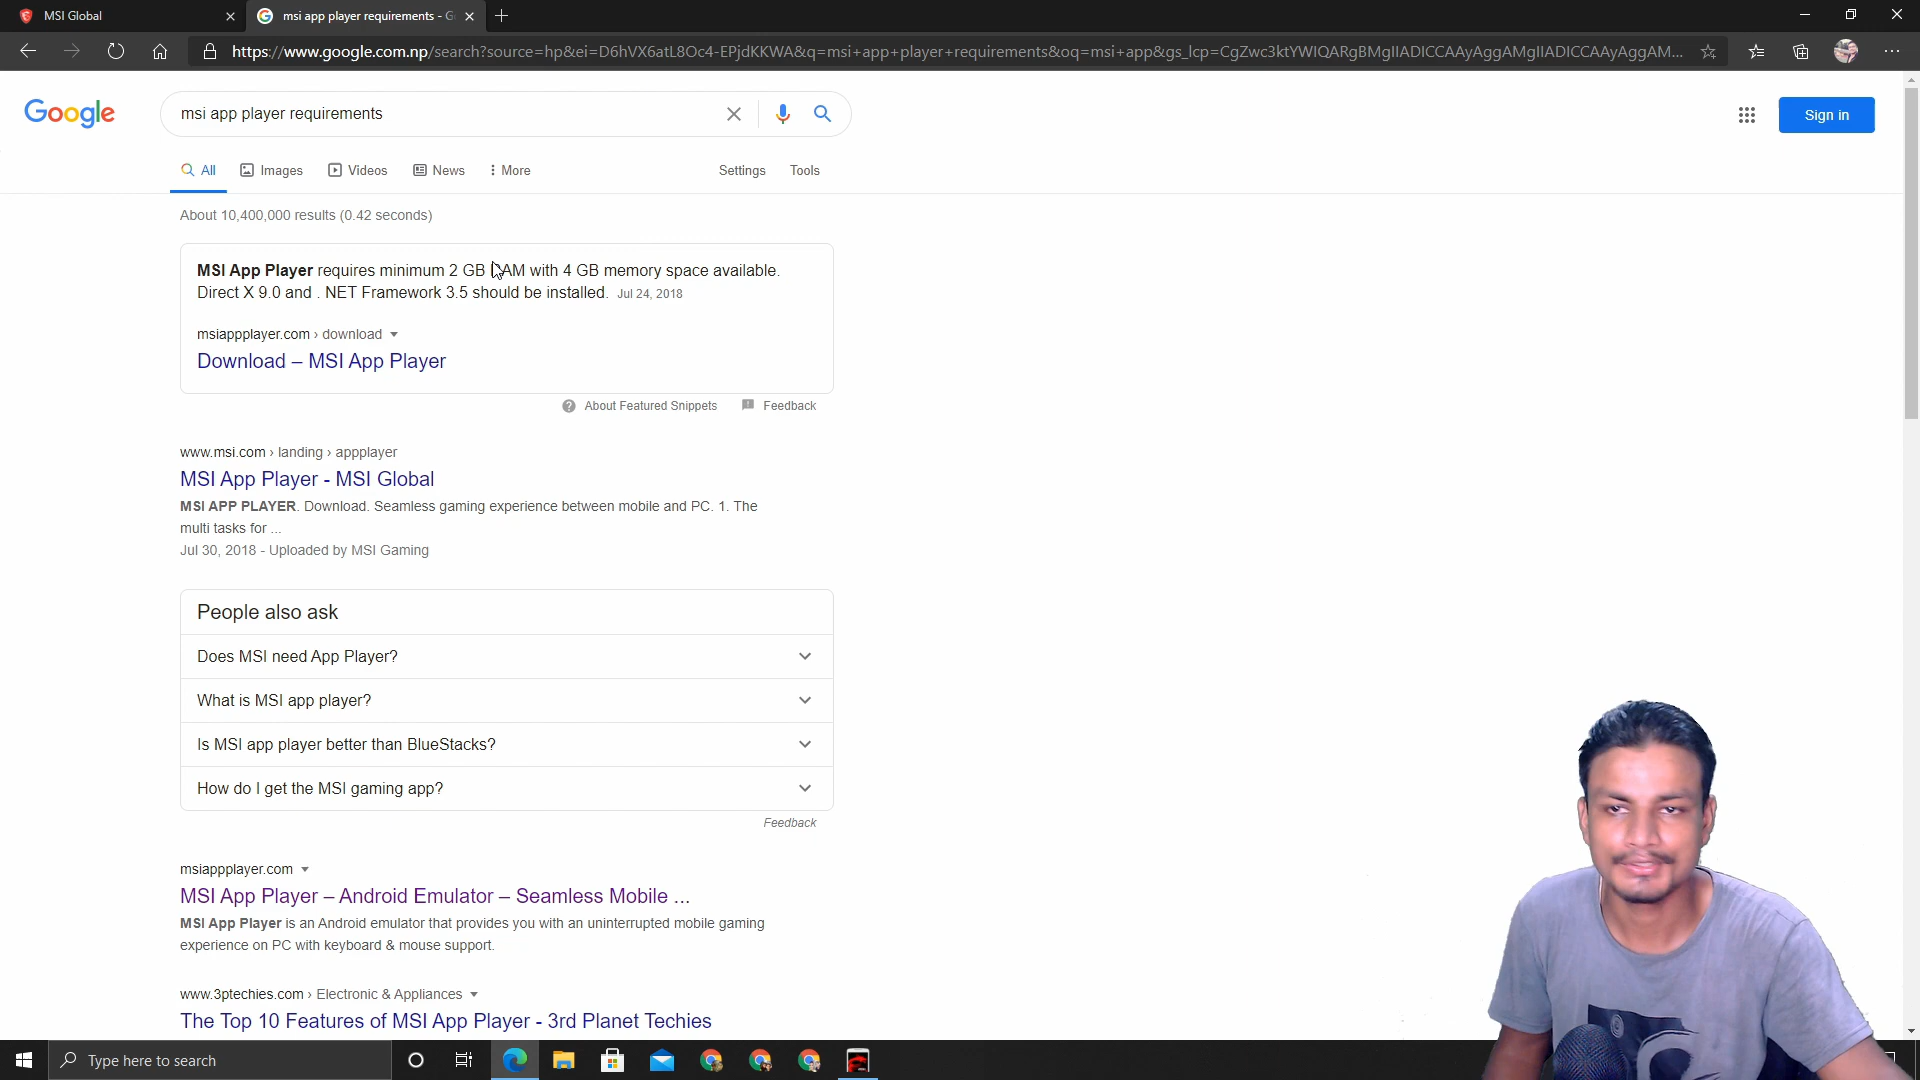 MSI Global
msi app player requirements - G
https://www.google.com.np/search?source=hp&ei=D6hVX6atL8Oc4-EPjdKKWA&q=msi+app+player+requirements&oq=msi+app&gs_lcp=CgZwc3ktYWIQARgBMgIIADICCAAyAggAMgIIADICCAAyAggAM...
Google
msi app player requirements
Sign in
All Images Videos News More Settings Tools
About 10,400,000 results (0.42 seconds)
MSI App Player requires minimum 2 GB RAM with 4 GB memory space available.
Direct X 9.0 and . NET Framework 3.5 should be installed. Jul 24, 2018
msiappplayer.com › download
Download – MSI App Player
About Featured Snippets Feedback
www.msi.com › landing › appplayer
MSI App Player - MSI Global
MSI APP PLAYER. Download. Seamless gaming experience between mobile and PC. 1. The
multi tasks for ...
Jul 30, 2018 - Uploaded by MSI Gaming
People also ask
Does MSI need App Player?
What is MSI app player?
Is MSI app player better than BlueStacks?
How do I get the MSI gaming app?
Feedback
msiappplayer.com
MSI App Player – Android Emulator – Seamless Mobile ...
MSI App Player is an Android emulator that provides you with an uninterrupted mobile gaming
experience on PC with keyboard & mouse support.
www.3ptechies.com › Electronic & Appliances
The Top 10 Features of MSI App Player - 3rd Planet Techies
Type here to search